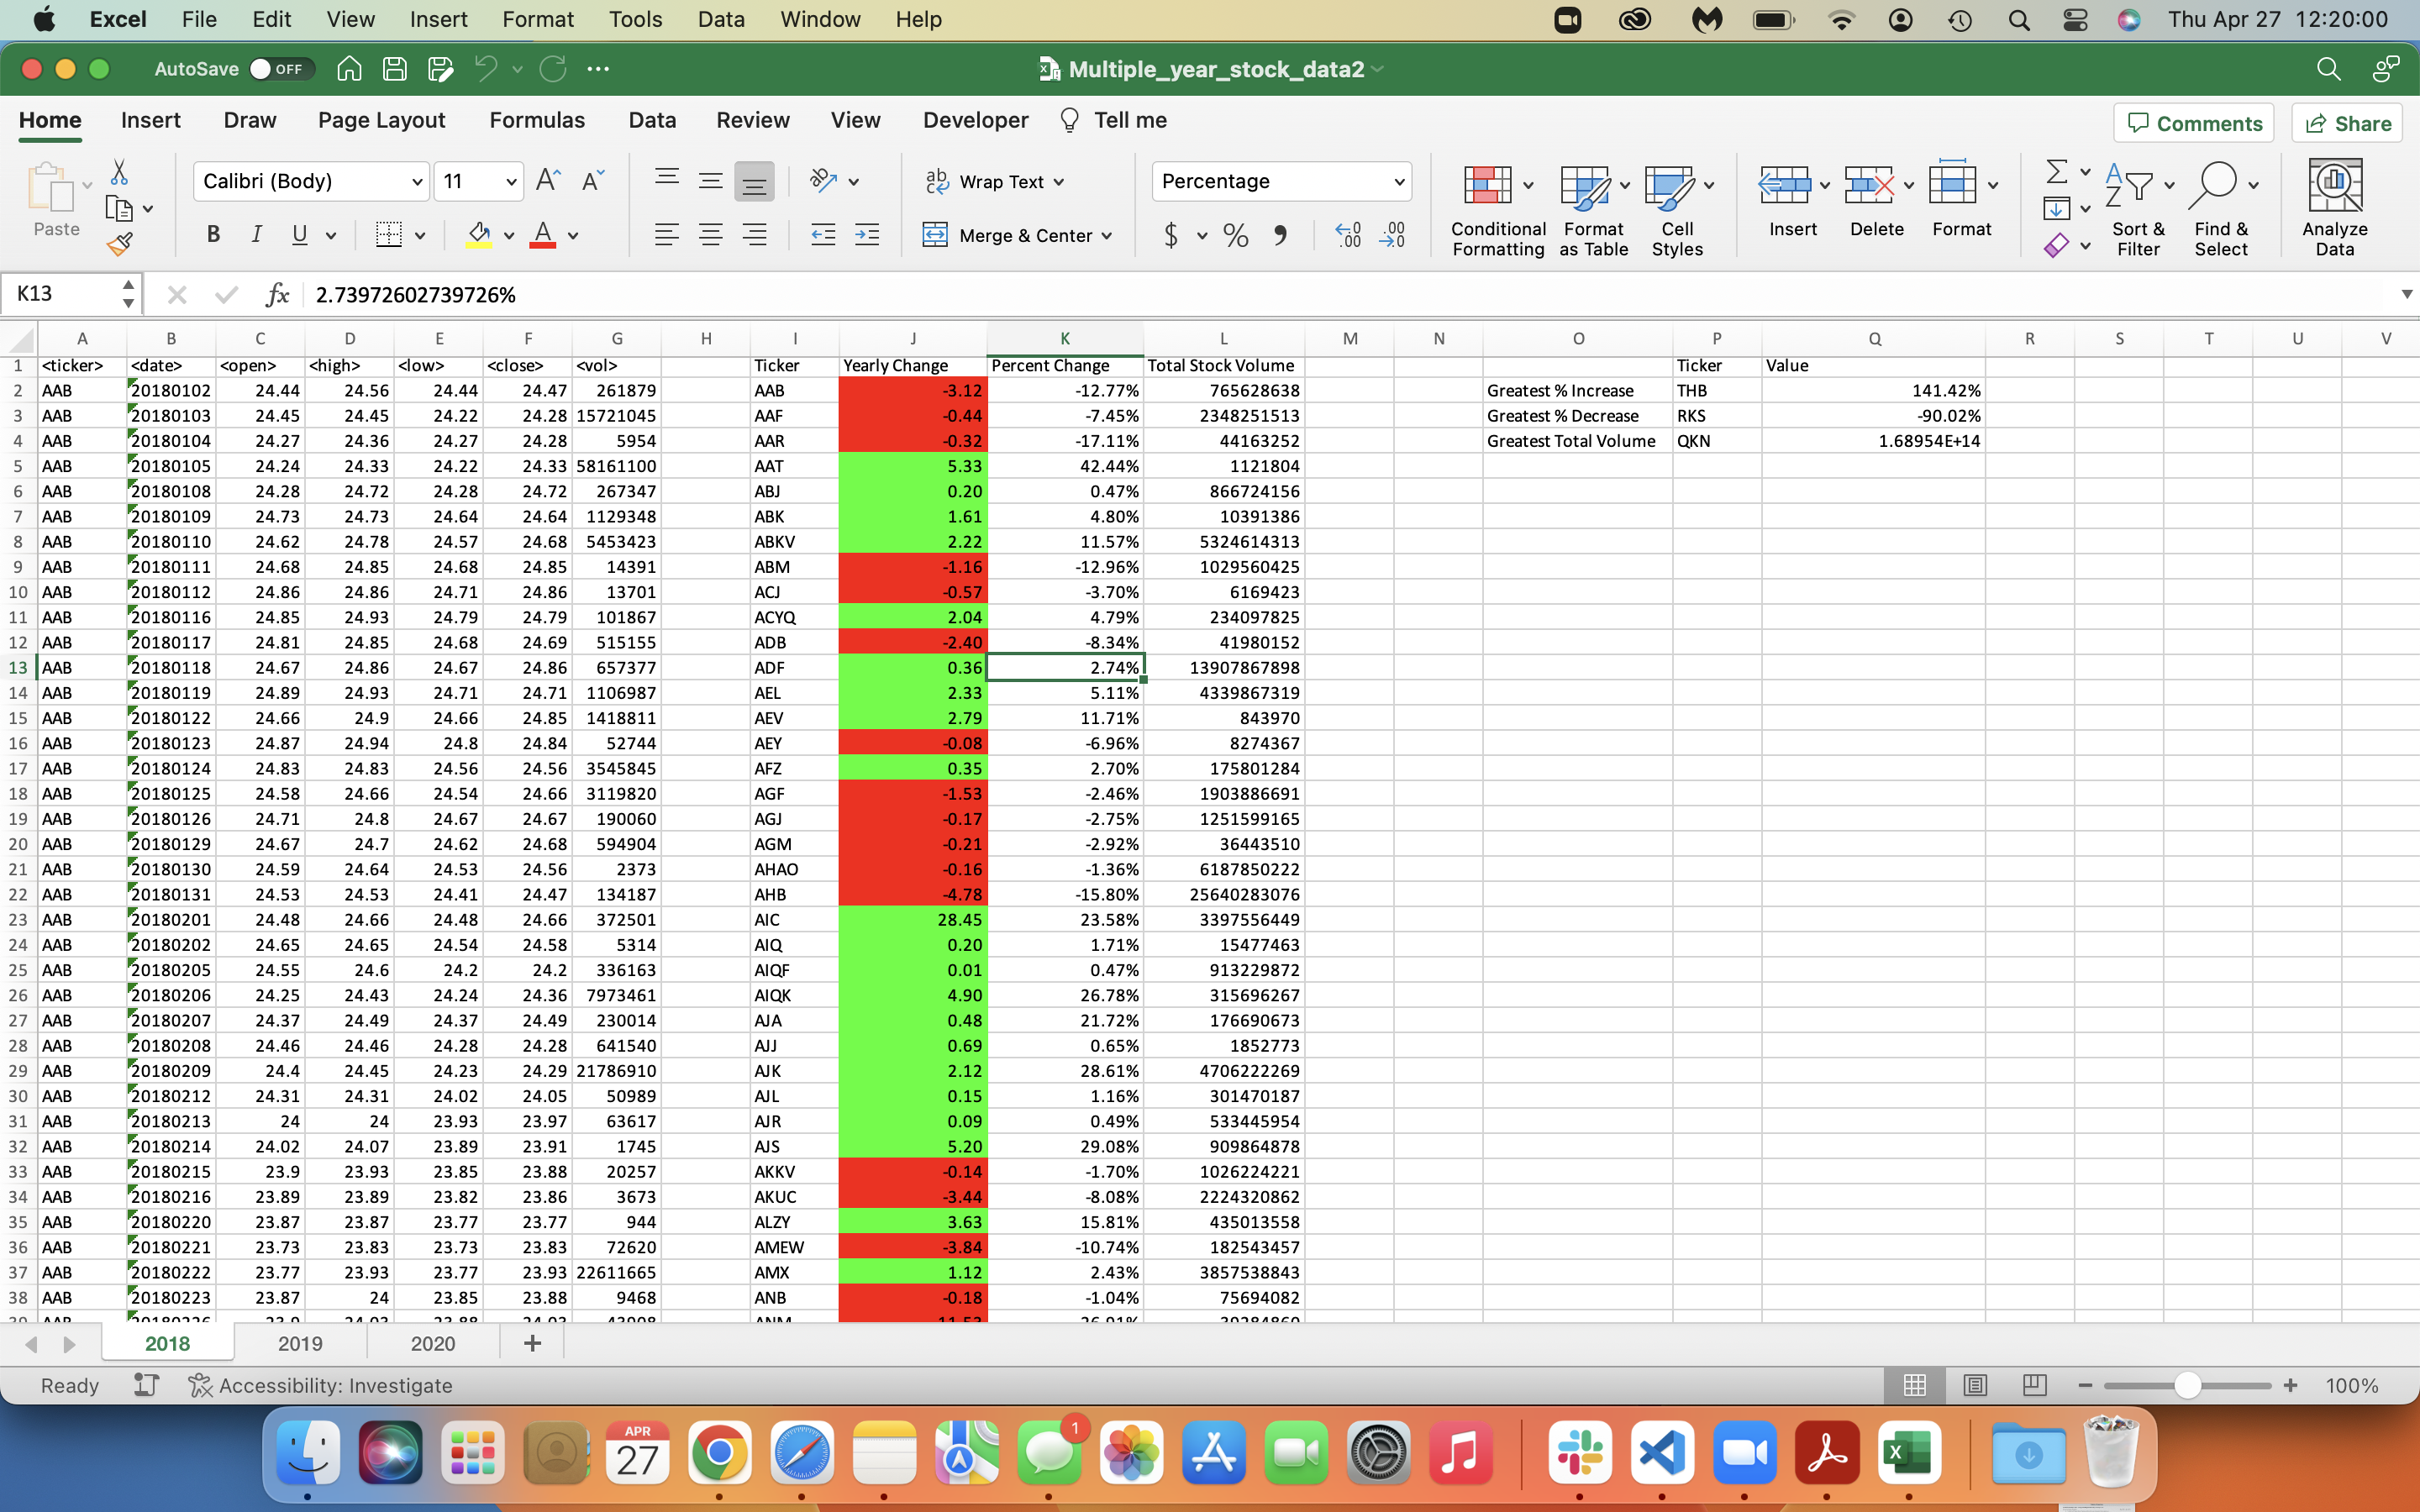 Excel File Edit View Insert Format Tools Data Window Help Thu Apr 27 12:20:00
AutoSave OFF Multiple_year_stock_data2
Home Insert Draw Page Layout Formulas Data Review View Developer Tell me Comments Share
Calibri (Body) 11 Wrap Text Percentage
Paste B I U A Merge & Center $ % Conditional Formatting Format as Table Cell Styles Insert Delete Format Sort & Filter Find & Select Analyze Data
K13 fx 2.73972602739726%
A B C D E F G H I J K L M N O P Q R S T U V
1 <ticker> <date> <open> <high> <low> <close> <vol> Ticker Yearly Change Percent Change Total Stock Volume Ticker Value
2 AAB 20180102 24.44 24.56 24.44 24.47 261879 AAB -3.12 -12.77% 765628638 Greatest % Increase THB 141.42%
3 AAB 20180103 24.45 24.45 24.22 24.28 15721045 AAF -0.44 -7.45% 2348251513 Greatest % Decrease RKS -90.02%
4 AAB 20180104 24.27 24.36 24.27 24.28 5954 AAR -0.32 -17.11% 44163252 Greatest Total Volume QKN 1.68954E+14
5 AAB 20180105 24.24 24.33 24.22 24.33 58161100 AAT 5.33 42.44% 1121804
6 AAB 20180108 24.28 24.72 24.28 24.72 267347 ABJ 0.20 0.47% 866724156
7 AAB 20180109 24.73 24.73 24.64 24.64 1129348 ABK 1.61 4.80% 10391386
8 AAB 20180110 24.62 24.78 24.57 24.68 5453423 ABKV 2.22 11.57% 5324614313
9 AAB 20180111 24.68 24.85 24.68 24.85 14391 ABM -1.16 -12.96% 1029560425
10 AAB 20180112 24.86 24.86 24.71 24.86 13701 ACJ -0.57 -3.70% 6169423
11 AAB 20180116 24.85 24.93 24.79 24.79 101867 ACYQ 2.04 4.79% 234097825
12 AAB 20180117 24.81 24.85 24.68 24.69 515155 ADB -2.40 -8.34% 41980152
13 AAB 20180118 24.67 24.86 24.67 24.86 657377 ADF 0.36 2.74% 13907867898
14 AAB 20180119 24.89 24.93 24.71 24.71 1106987 AEL 2.33 5.11% 4339867319
15 AAB 20180122 24.66 24.9 24.66 24.85 1418811 AEV 2.79 11.71% 843970
16 AAB 20180123 24.87 24.94 24.8 24.84 52744 AEY -0.08 -6.96% 8274367
17 AAB 20180124 24.83 24.83 24.56 24.56 3545845 AFZ 0.35 2.70% 175801284
18 AAB 20180125 24.58 24.66 24.54 24.66 3119820 AGF -1.53 -2.46% 1903886691
19 AAB 20180126 24.71 24.8 24.67 24.67 190060 AGJ -0.17 -2.75% 1251599165
20 AAB 20180129 24.67 24.7 24.62 24.68 594904 AGM -0.21 -2.92% 36443510
21 AAB 20180130 24.59 24.64 24.53 24.56 2373 AHAO -0.16 -1.36% 6187850222
22 AAB 20180131 24.53 24.53 24.41 24.47 134187 AHB -4.78 -15.80% 25640283076
23 AAB 20180201 24.48 24.66 24.48 24.66 372501 AIC 28.45 23.58% 3397556449
24 AAB 20180202 24.65 24.65 24.54 24.58 5314 AIQ 0.20 1.71% 15477463
25 AAB 20180205 24.55 24.6 24.2 24.2 336163 AIQF 0.01 0.47% 913229872
26 AAB 20180206 24.25 24.43 24.24 24.36 7973461 AIQK 4.90 26.78% 315696267
27 AAB 20180207 24.37 24.49 24.37 24.49 230014 AJA 0.48 21.72% 176690673
28 AAB 20180208 24.46 24.46 24.28 24.28 641540 AJJ 0.69 0.65% 1852773
29 AAB 20180209 24.4 24.45 24.23 24.29 21786910 AJK 2.12 28.61% 4706222269
30 AAB 20180212 24.31 24.31 24.02 24.05 50989 AJL 0.15 1.16% 301470187
31 AAB 20180213 24 24 23.93 23.97 63617 AJR 0.09 0.49% 533445954
32 AAB 20180214 24.02 24.07 23.89 23.91 1745 AJS 5.20 29.08% 909864878
33 AAB 20180215 23.9 23.93 23.85 23.88 20257 AKKV -0.14 -1.70% 1026224221
34 AAB 20180216 23.89 23.89 23.82 23.86 3673 AKUC -3.44 -8.08% 2224320862
35 AAB 20180220 23.87 23.87 23.77 23.77 944 ALZY 3.63 15.81% 435013558
36 AAB 20180221 23.73 23.83 23.73 23.83 72620 AMEW -3.84 -10.74% 182543457
37 AAB 20180222 23.77 23.93 23.77 23.93 22611665 AMX 1.12 2.43% 3857538843
38 AAB 20180223 23.87 24 23.85 23.88 9468 ANB -0.18 -1.04% 75694082
2018 2019 2020 +
Ready Accessibility: Investigate 100%
APR 27 1